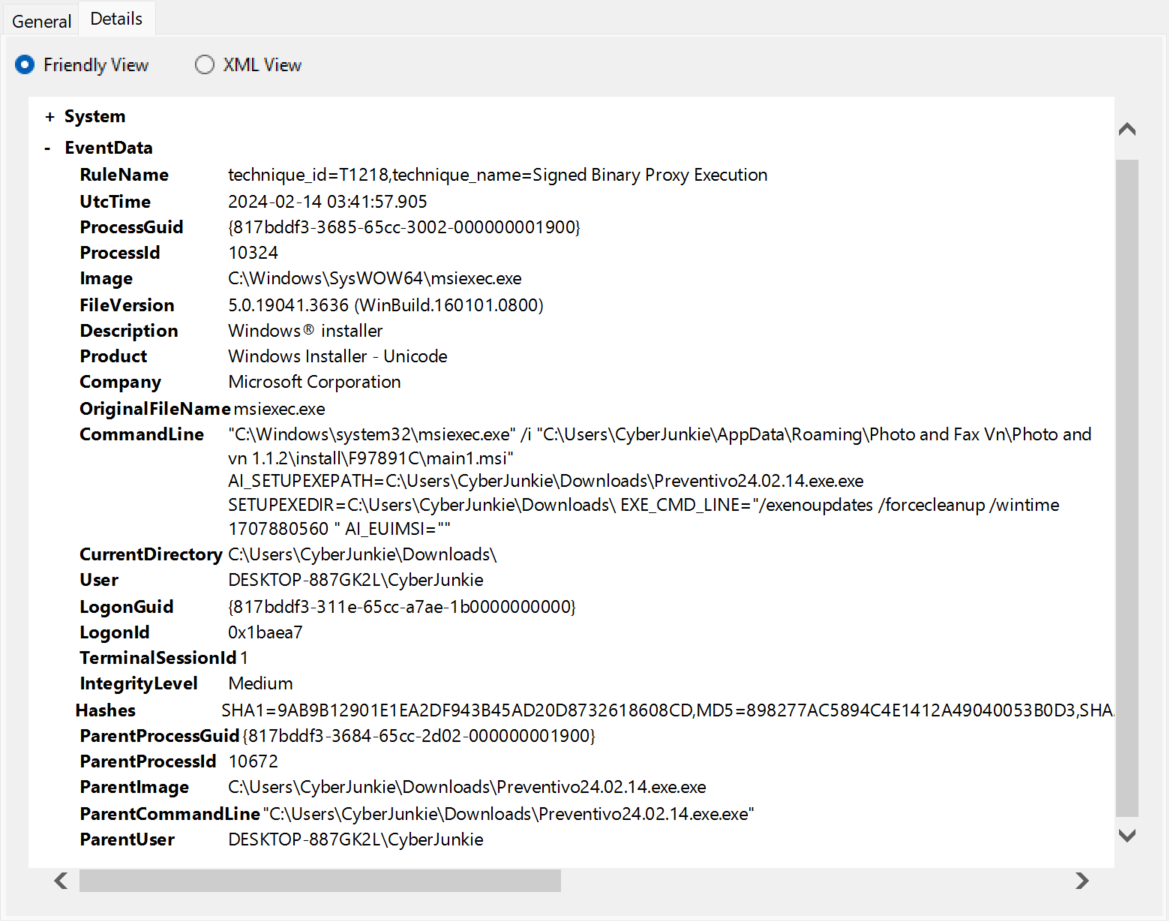 General Details
Friendly View XML View
+ System
- EventData
RuleName technique_id=T1218,technique_name=Signed Binary Proxy Execution
UtcTime 2024-02-14 03:41:57.905
ProcessGuid {817bddf3-3685-65cc-3002-000000001900}
ProcessId 10324
Image C:\Windows\SysWOW64\msiexec.exe
FileVersion 5.0.19041.3636 (WinBuild.160101.0800)
Description Windows® installer
Product Windows Installer - Unicode
Company Microsoft Corporation
OriginalFileName msiexec.exe
CommandLine "C:\Windows\system32\msiexec.exe" /i "C:\Users\CyberJunkie\AppData\Roaming\Photo and Fax Vn\Photo and
vn 1.1.2\install\F97891C\main1.msi"
AI_SETUPEXEPATH=C:\Users\CyberJunkie\Downloads\Preventivo24.02.14.exe.exe
SETUPEXEDIR=C:\Users\CyberJunkie\Downloads\ EXE_CMD_LINE="/exenoupdates /forcecleanup /wintime
1707880560 " AI_EUIMSI=""
CurrentDirectory C:\Users\CyberJunkie\Downloads\
User DESKTOP-887GK2L\CyberJunkie
LogonGuid {817bddf3-311e-65cc-a7ae-1b0000000000}
LogonId 0x1baea7
TerminalSessionId 1
IntegrityLevel Medium
Hashes SHA1=9AB9B12901E1EA2DF943B45AD20D8732618608CD,MD5=898277AC5894C4E1412A49040053B0D3,SHA
ParentProcessGuid {817bddf3-3684-65cc-2d02-000000001900}
ParentProcessId 10672
ParentImage C:\Users\CyberJunkie\Downloads\Preventivo24.02.14.exe.exe
ParentCommandLine "C:\Users\CyberJunkie\Downloads\Preventivo24.02.14.exe.exe"
ParentUser DESKTOP-887GK2L\CyberJunkie